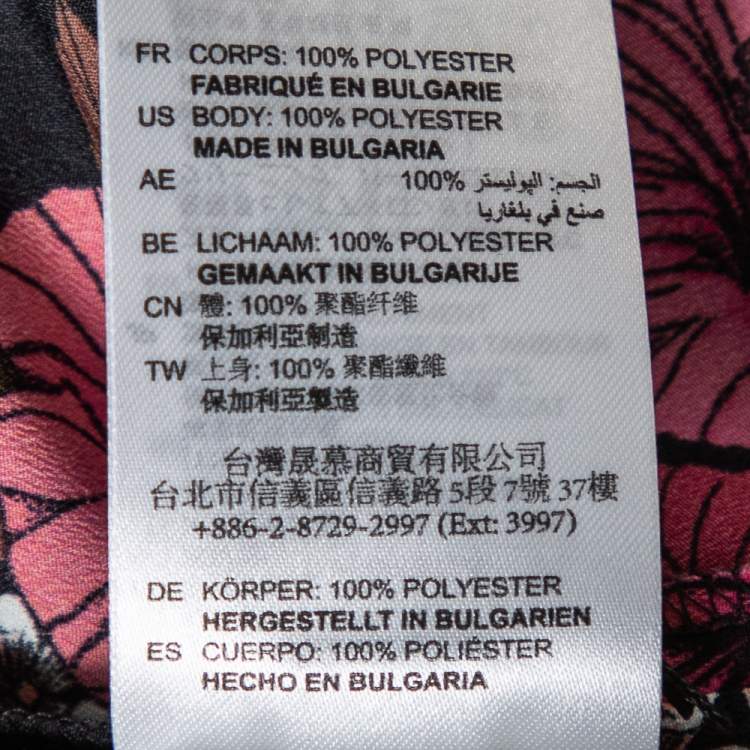 FR CORPS: 100% POLYESTER
FABRIQUÉ EN BULGARIE
US BODY: 100% POLYESTER
MADE IN BULGARIA
AE الجسم: البوليستر %100
صنع في بلغاريا
BE LICHAAM: 100% POLYESTER
GEMAAKT IN BULGARIJE
CN 體: 100% 聚酯纤维
保加利亞制造
TW 上身: 100% 聚酯纖維
保加利亞製造
台灣晟慕商貿有限公司
台北市信義區信義路 5段 7號 37樓
+886-2-8729-2997 (Ext: 3997)
DE KÖRPER: 100% POLYESTER
HERGESTELLT IN BULGARIEN
ES CUERPO: 100% POLIÉSTER
HECHO EN BULGARIA